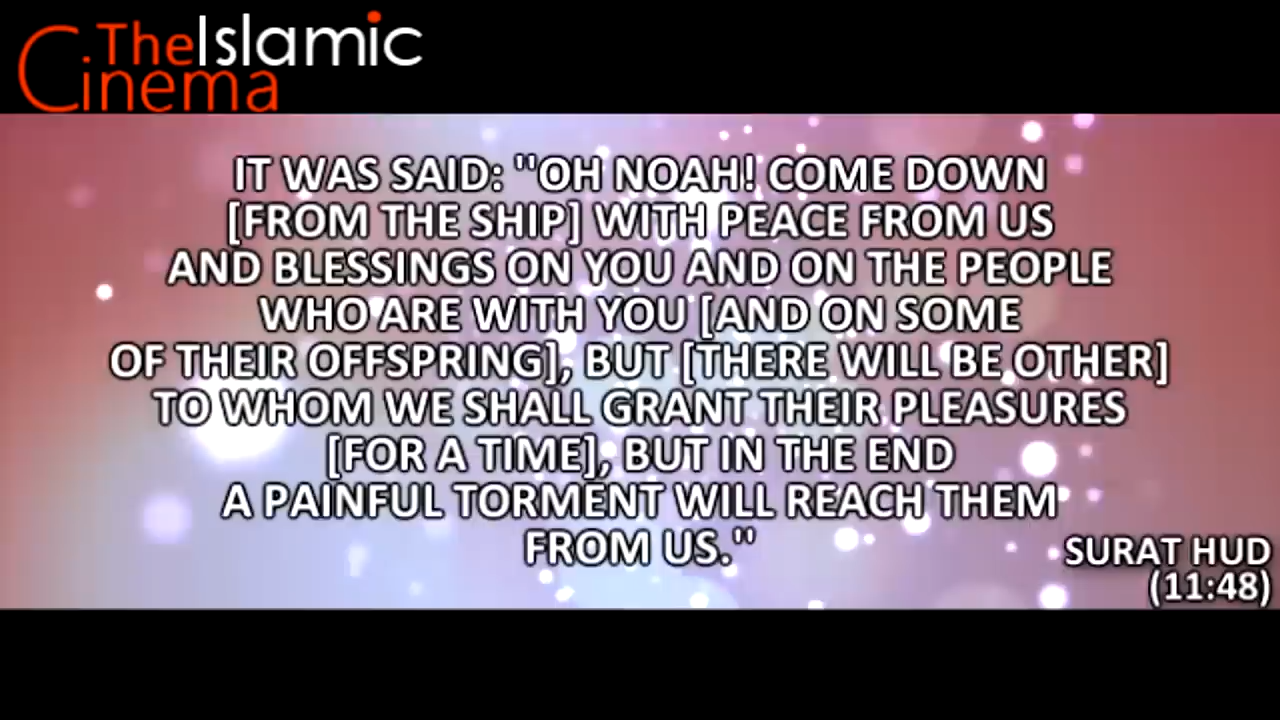 TheIslamic
Cinema
IT WAS SAID: "OH NOAH! COME DOWN
[FROM THE SHIP] WITH PEACE FROM US
AND BLESSINGS ON YOU AND ON THE PEOPLE
WHO ARE WITH YOU [AND ON SOME
OF THEIR OFFSPRING], BUT [THERE WILL BE OTHER]
TO WHOM WE SHALL GRANT THEIR PLEASURES
[FOR A TIME], BUT IN THE END
A PAINFUL TORMENT WILL REACH THEM
FROM US."
SURAT HUD
(11:48)